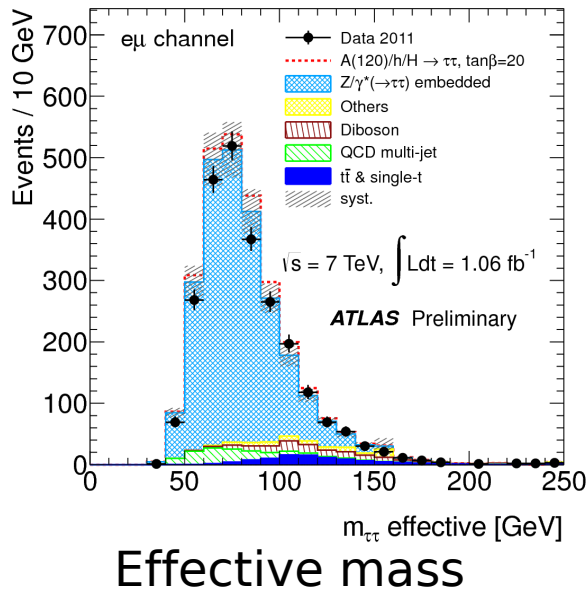 700
600
500
400
300
200
100
0
Events / 10 GeV
eμ channel
Data 2011
A(120)/h/H → ττ, tanβ=20
Z/γ*(→ττ) embedded
Others
Diboson
QCD multi-jet
tt̄ & single-t
syst.
√s = 7 TeV, ∫Ldt = 1.06 fb⁻¹
ATLAS Preliminary
0 50 100 150 200 250
m_ττ effective [GeV]
Effective mass